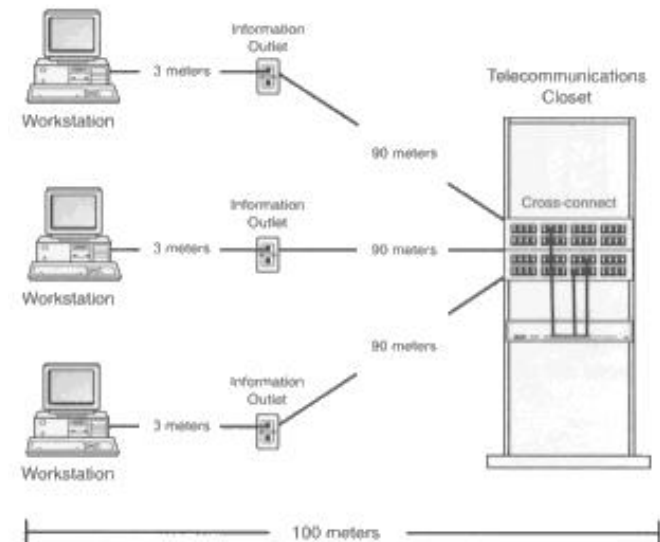 Information
Outlet
3 meters
Workstation
Telecommunications
Closet
90 meters
Cross-connect
Information
Outlet
3 meters
90 meters
Workstation
90 meters
Information
Outlet
3 meters
Workstation
100 meters